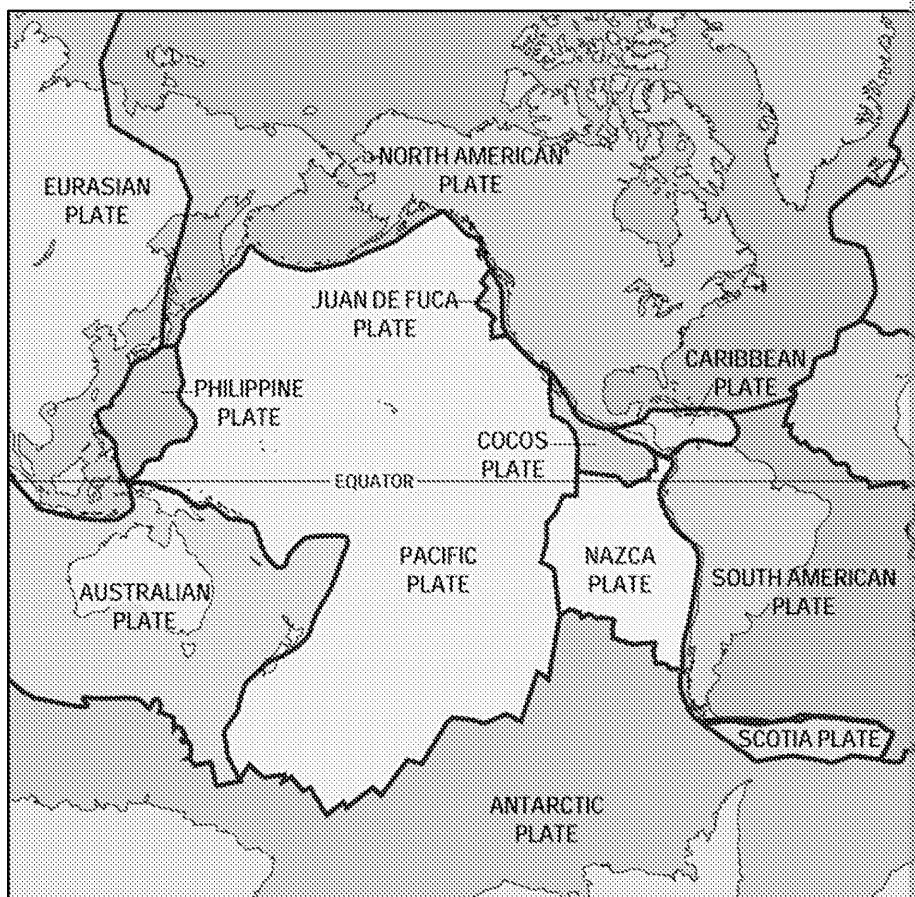 NORTH AMERICAN
PLATE
EURASIAN
PLATE
JUAN DE FUCA
PLATE
CARIBBEAN
PLATE
PHILIPPINE
PLATE
COCOS
PLATE
EQUATOR
PACIFIC
PLATE
NAZCA
PLATE
SOUTH AMERICAN
PLATE
AUSTRALIAN
PLATE
SCOTIA PLATE
ANTARCTIC
PLATE